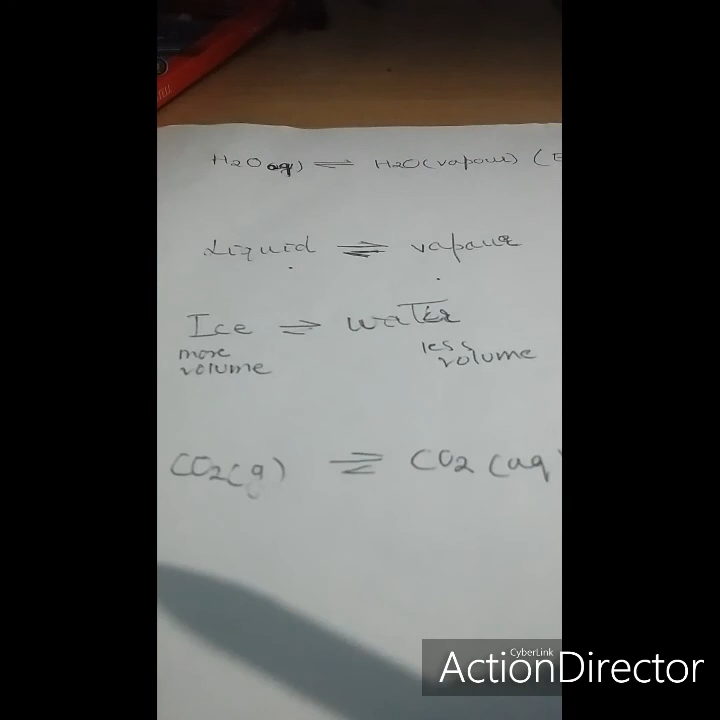 H2O aq) ⇌ H2O(vapour) (E
Liquid ⇌ vapour
Ice ⇌ water
more volume less volume
CO2(g) ⇌ CO2 (aq)
CyberLink
ActionDirector